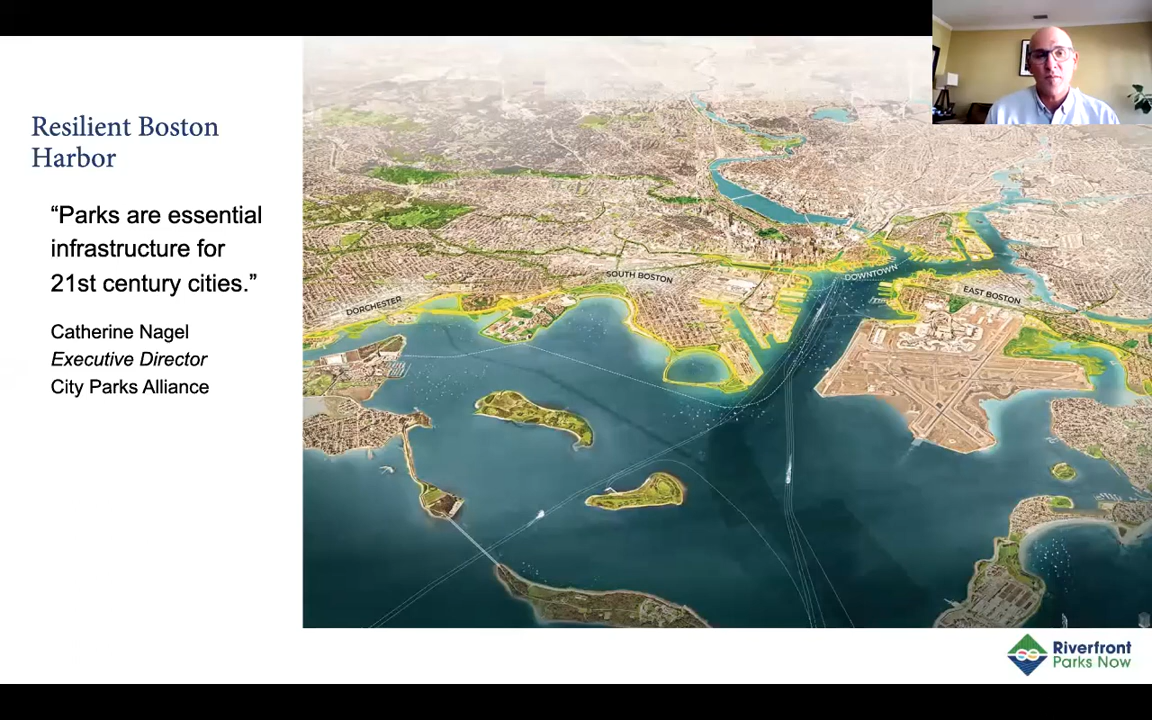 Resilient Boston
Harbor
“Parks are essential
infrastructure for
21st century cities.”
Catherine Nagel
Executive Director
City Parks Alliance
DORCHESTER
SOUTH BOSTON
DOWNTOWN
EAST BOSTON
Riverfront
Parks Now